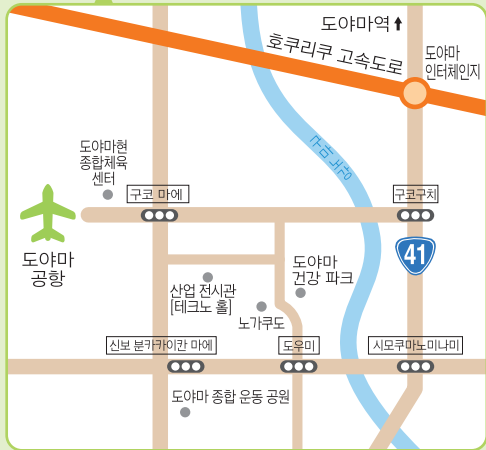 도야마역
호쿠리쿠 고속도로
도야마
인터체인지
도야마현
종합체육
센터
구코 마에
구코구치
도야마
공항
41
도야마
건강 파크
산업 전시관
[테크노 홀]
노가쿠도
신보 분카카이칸 마에
도우미
시모쿠마노미나미
도야마 종합 운동 공원